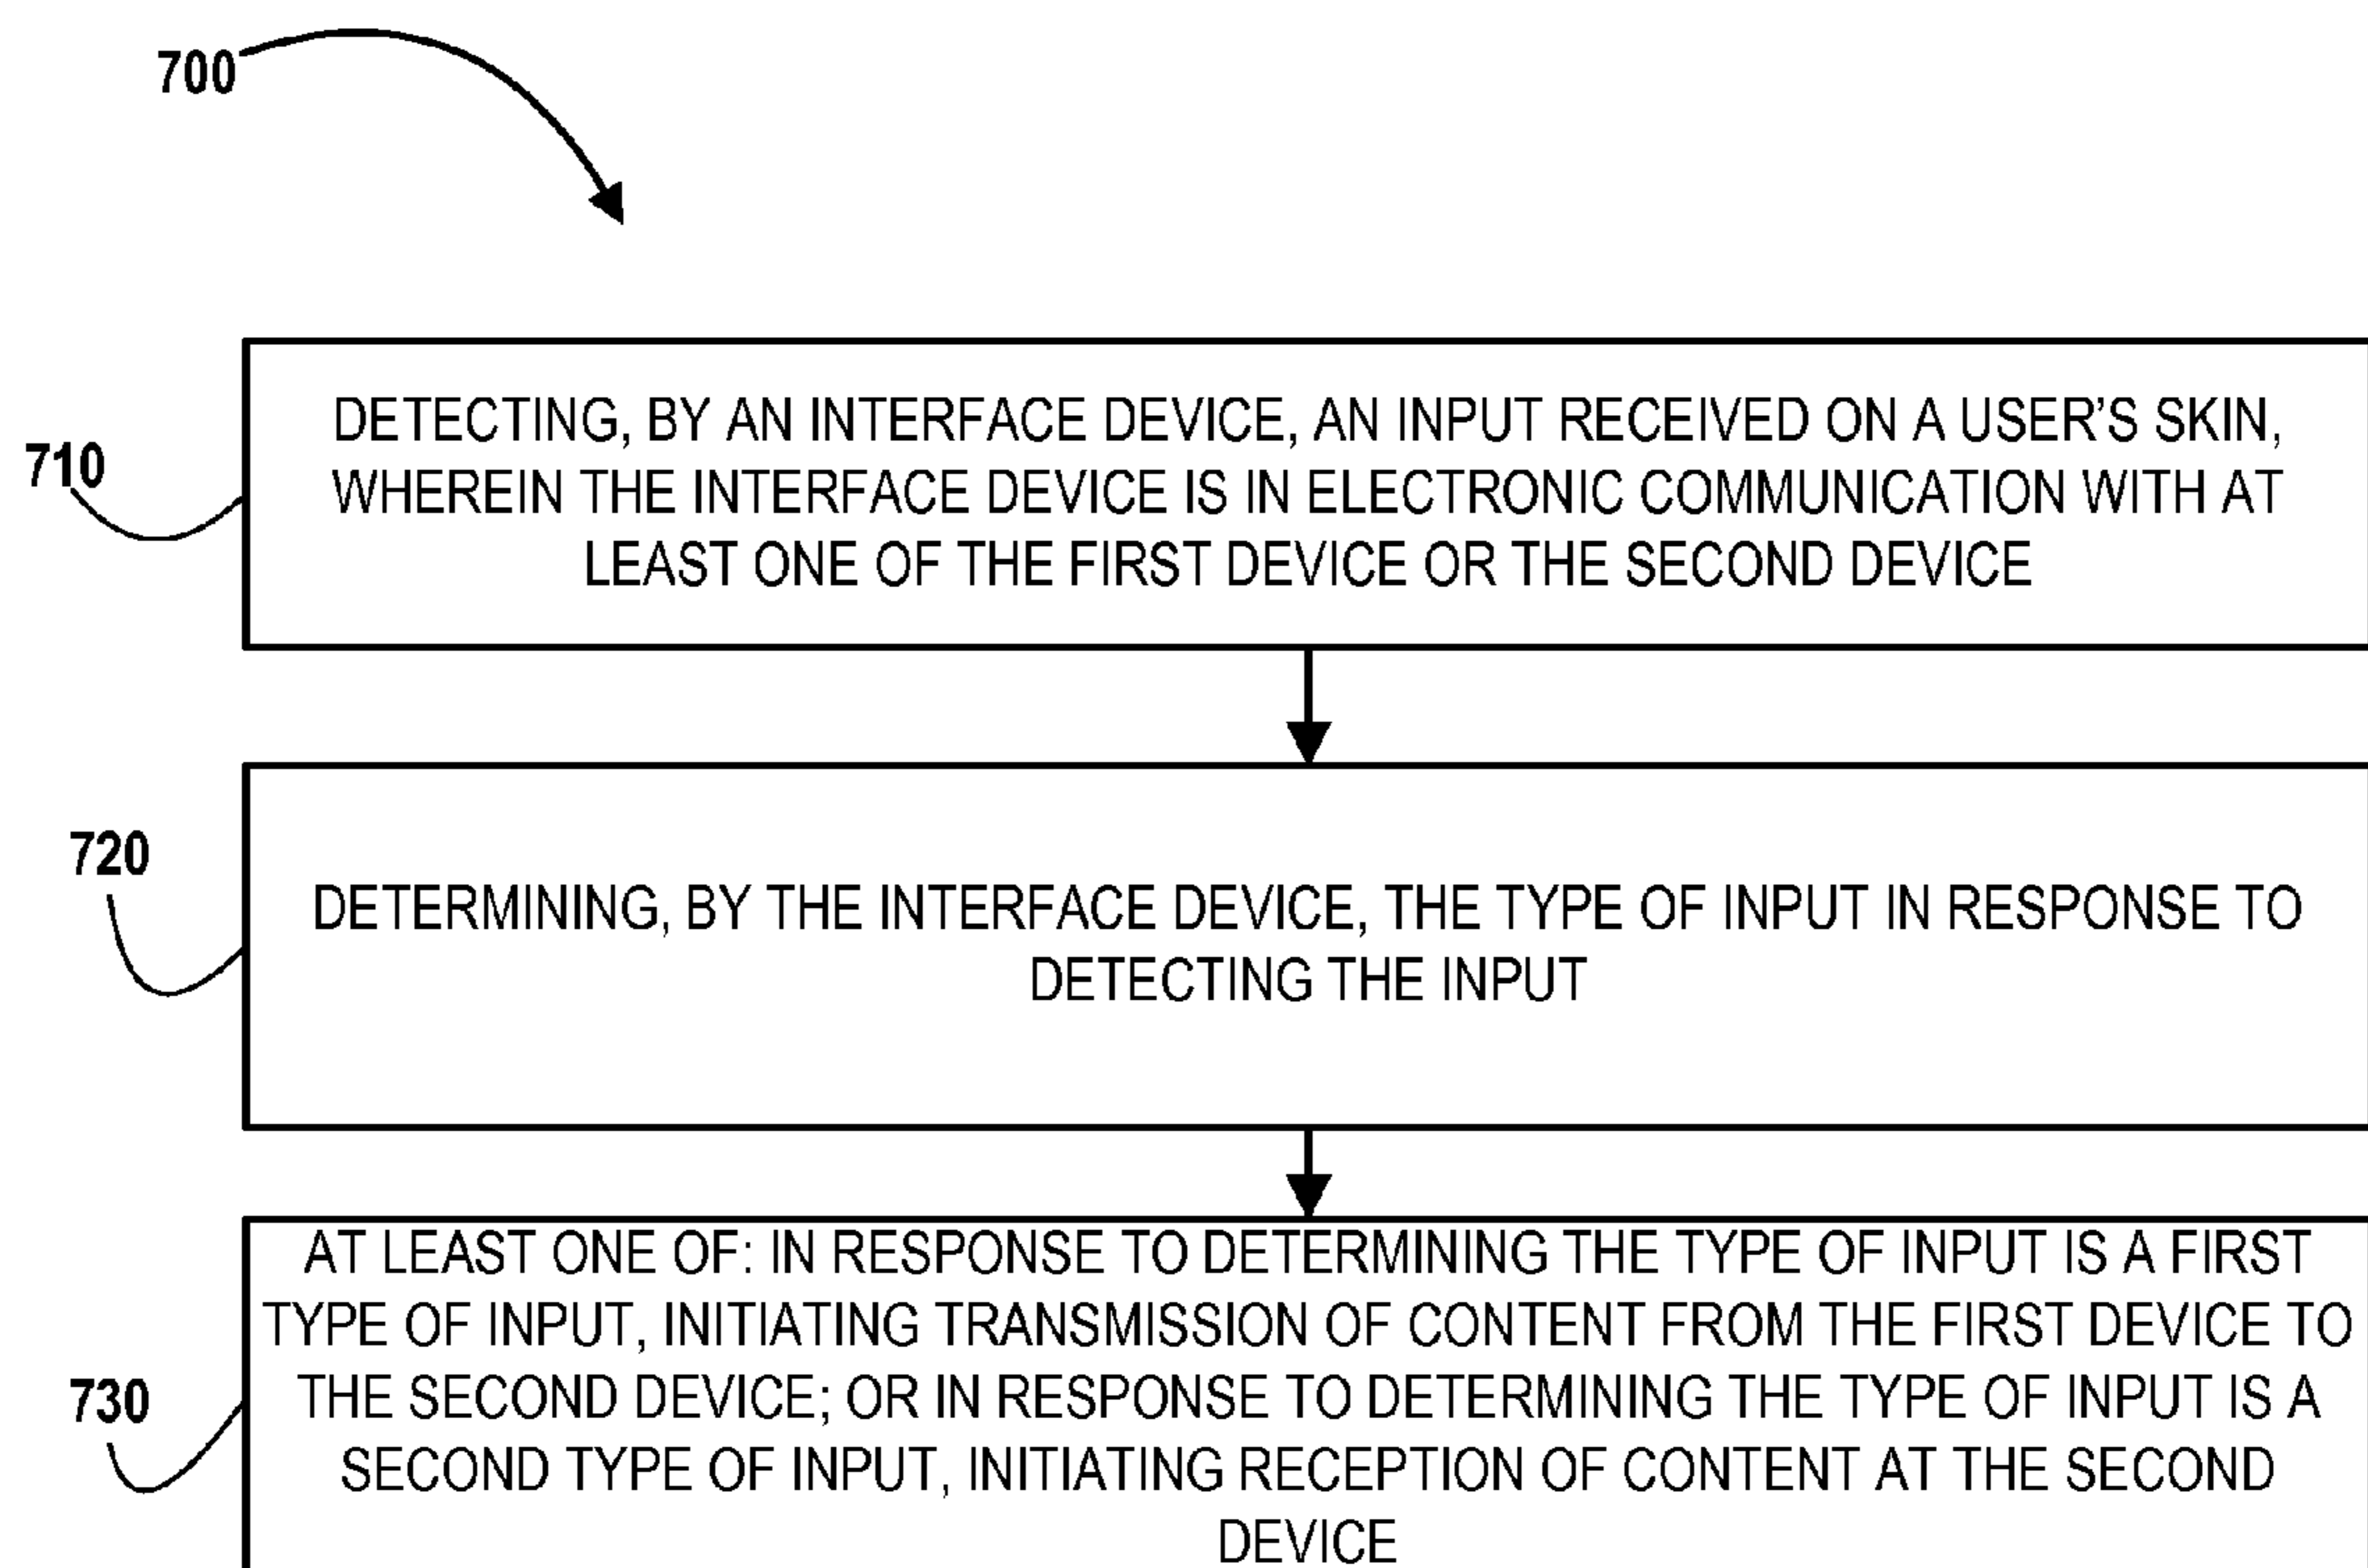 700
710
DETECTING, BY AN INTERFACE DEVICE, AN INPUT RECEIVED ON A USER’S SKIN,
WHEREIN THE INTERFACE DEVICE IS IN ELECTRONIC COMMUNICATION WITH AT
LEAST ONE OF THE FIRST DEVICE OR THE SECOND DEVICE
720
DETERMINING, BY THE INTERFACE DEVICE, THE TYPE OF INPUT IN RESPONSE TO
DETECTING THE INPUT
730
AT LEAST ONE OF: IN RESPONSE TO DETERMINING THE TYPE OF INPUT IS A FIRST
TYPE OF INPUT, INITIATING TRANSMISSION OF CONTENT FROM THE FIRST DEVICE TO
THE SECOND DEVICE; OR IN RESPONSE TO DETERMINING THE TYPE OF INPUT IS A
SECOND TYPE OF INPUT, INITIATING RECEPTION OF CONTENT AT THE SECOND
DEVICE